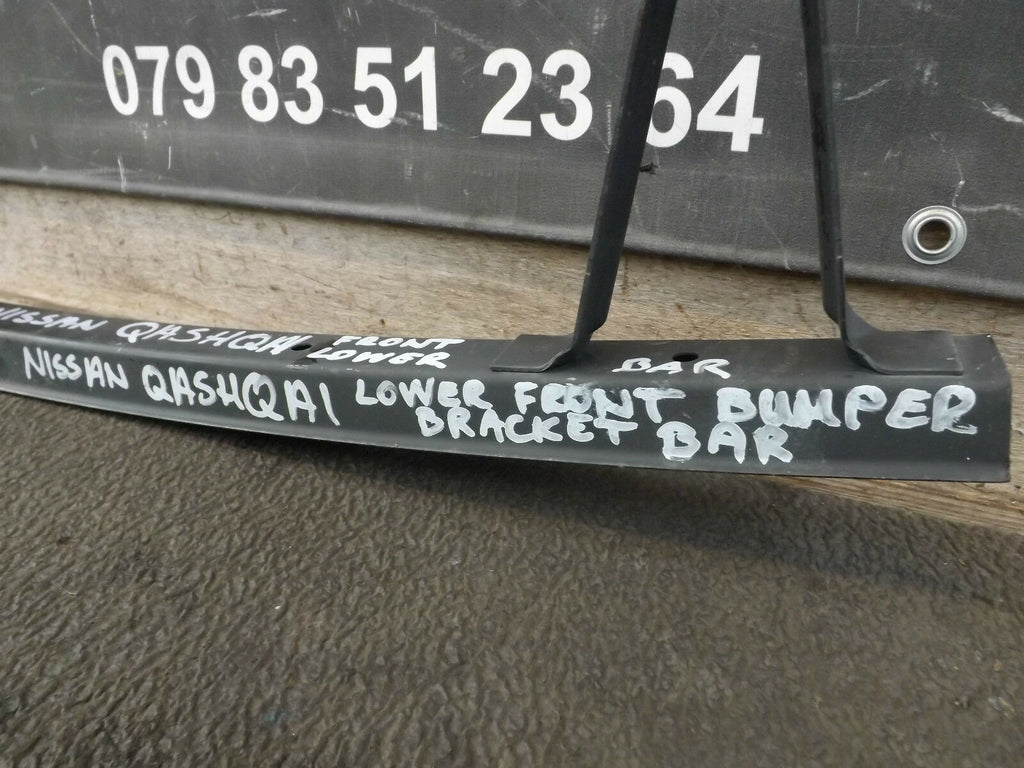 079 83 51 23 64
NISSAN QASHQAI FRONT
LOWER BAR
NISSAN QASHQAI LOWER FRONT BUMPER
BRACKET BAR